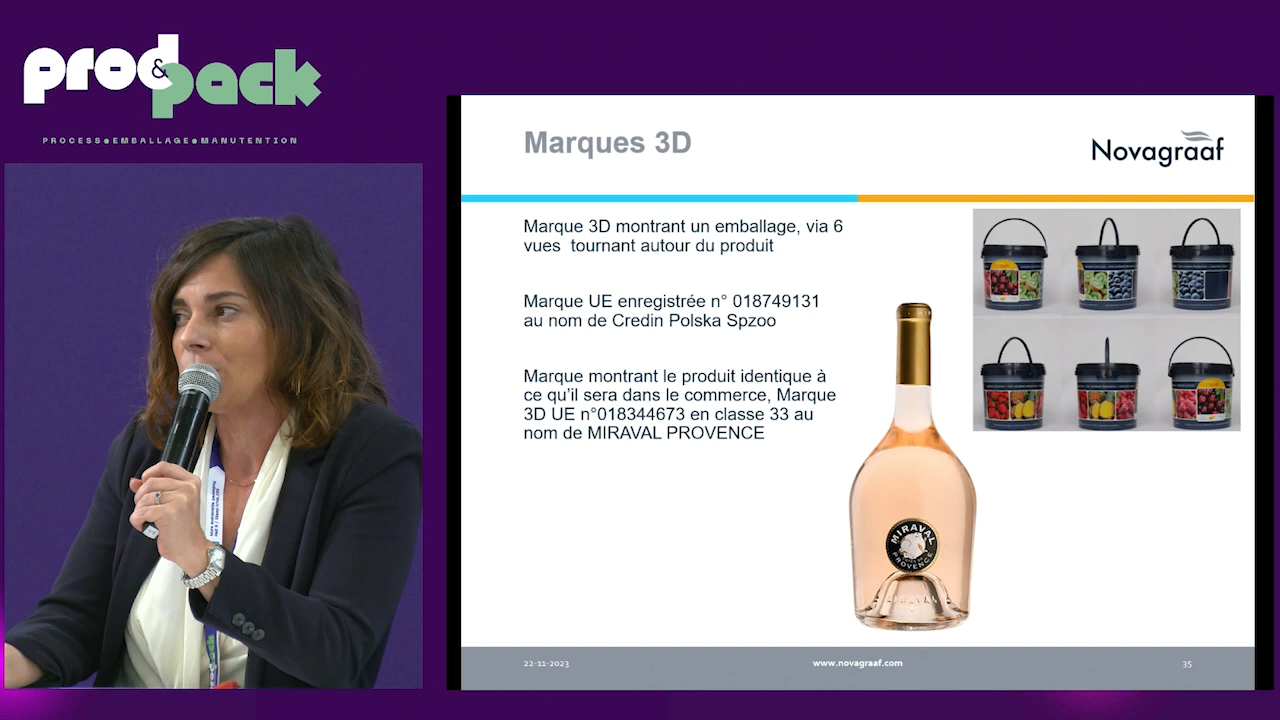 prod&pack
PROCESS●EMBALLAGE●MANUTENTION
Marques 3D
Novagraaf
Marque 3D montrant un emballage, via 6
vues tournant autour du produit
Marque UE enregistrée n° 018749131
au nom de Credin Polska Spzoo
Marque montrant le produit identique à
ce qu'il sera dans le commerce, Marque
3D UE n°018344673 en classe 33 au
nom de MIRAVAL PROVENCE
MIRAVAL
PROVENCE
22-11-2023
www.novagraaf.com
35